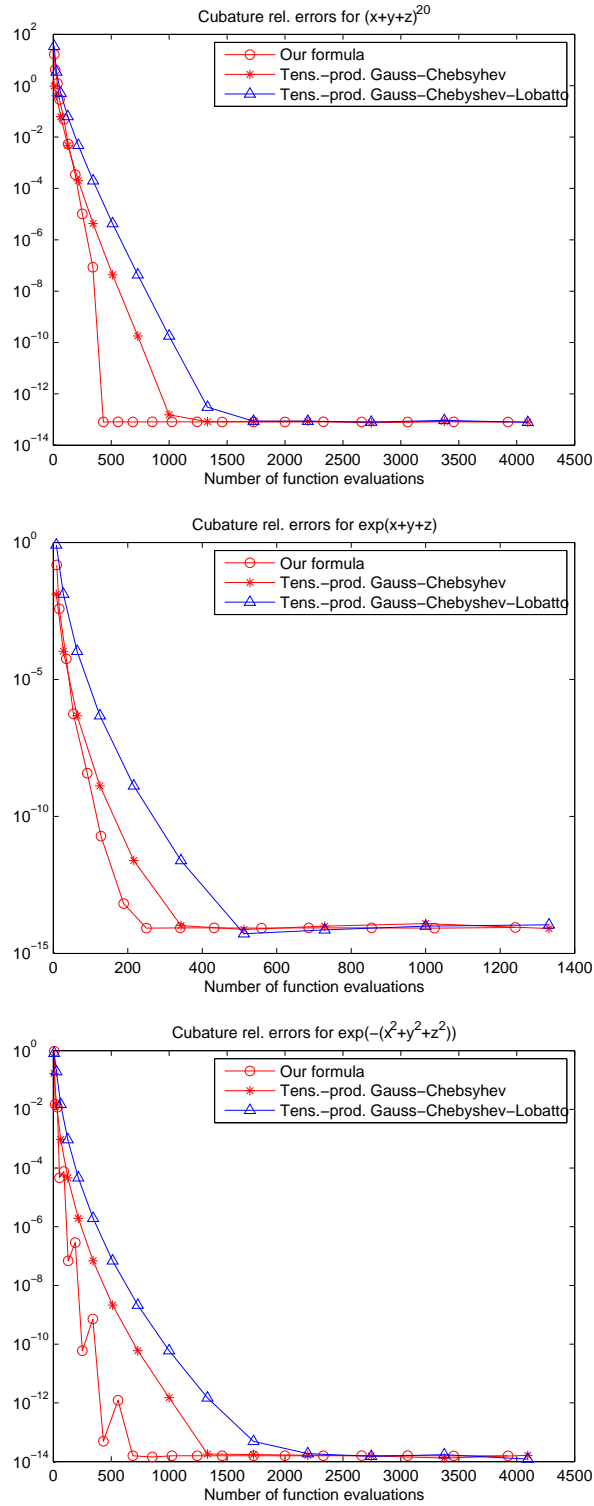 Cubature rel. errors for (x+y+z)^20
Our formula
Tens.−prod. Gauss−Chebsyhev
Tens.−prod. Gauss−Chebyshev−Lobatto
10^2
10^0
10^−2
10^−4
10^−6
10^−8
10^−10
10^−12
10^−14
0 500 1000 1500 2000 2500 3000 3500 4000 4500
Number of function evaluations
Cubature rel. errors for exp(x+y+z)
Our formula
Tens.−prod. Gauss−Chebsyhev
Tens.−prod. Gauss−Chebyshev−Lobatto
10^0
10^−5
10^−10
10^−15
0 200 400 600 800 1000 1200 1400
Number of function evaluations
Cubature rel. errors for exp(−(x^2+y^2+z^2))
Our formula
Tens.−prod. Gauss−Chebsyhev
Tens.−prod. Gauss−Chebyshev−Lobatto
10^0
10^−2
10^−4
10^−6
10^−8
10^−10
10^−12
10^−14
0 500 1000 1500 2000 2500 3000 3500 4000 4500
Number of function evaluations